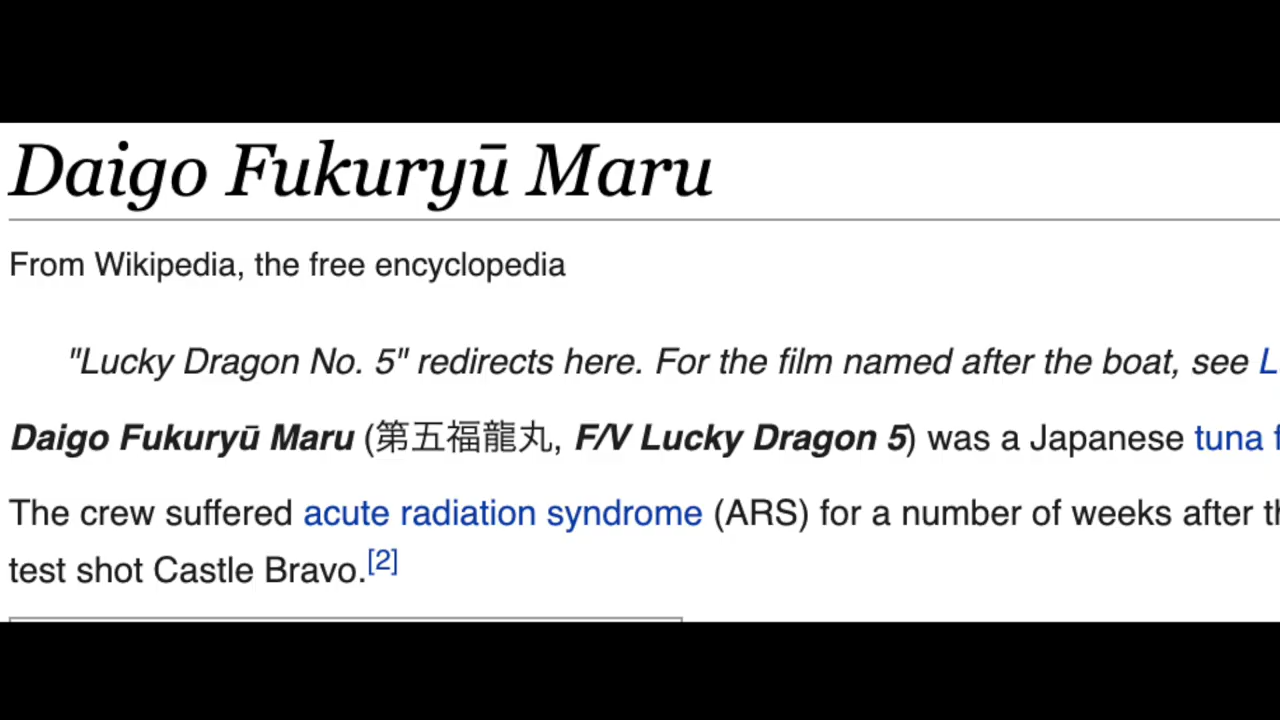 Daigo Fukuryū Maru
From Wikipedia, the free encyclopedia
"Lucky Dragon No. 5" redirects here. For the film named after the boat, see L
Daigo Fukuryū Maru (第五福龍丸, F/V Lucky Dragon 5) was a Japanese tuna f
The crew suffered acute radiation syndrome (ARS) for a number of weeks after th
test shot Castle Bravo.[2]